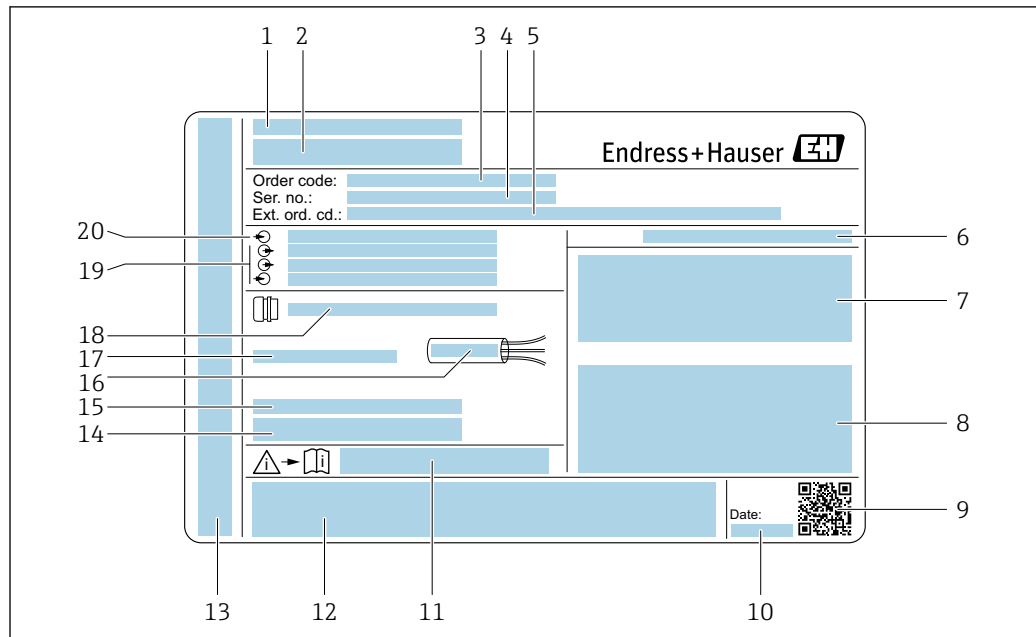 1 2 3 4 5
Endress+Hauser EH
Order code:
Ser. no.:
Ext. ord. cd.:
20
19
6
7
18
17
16
15
14
8
i i
9
Date:
13 12 11 10